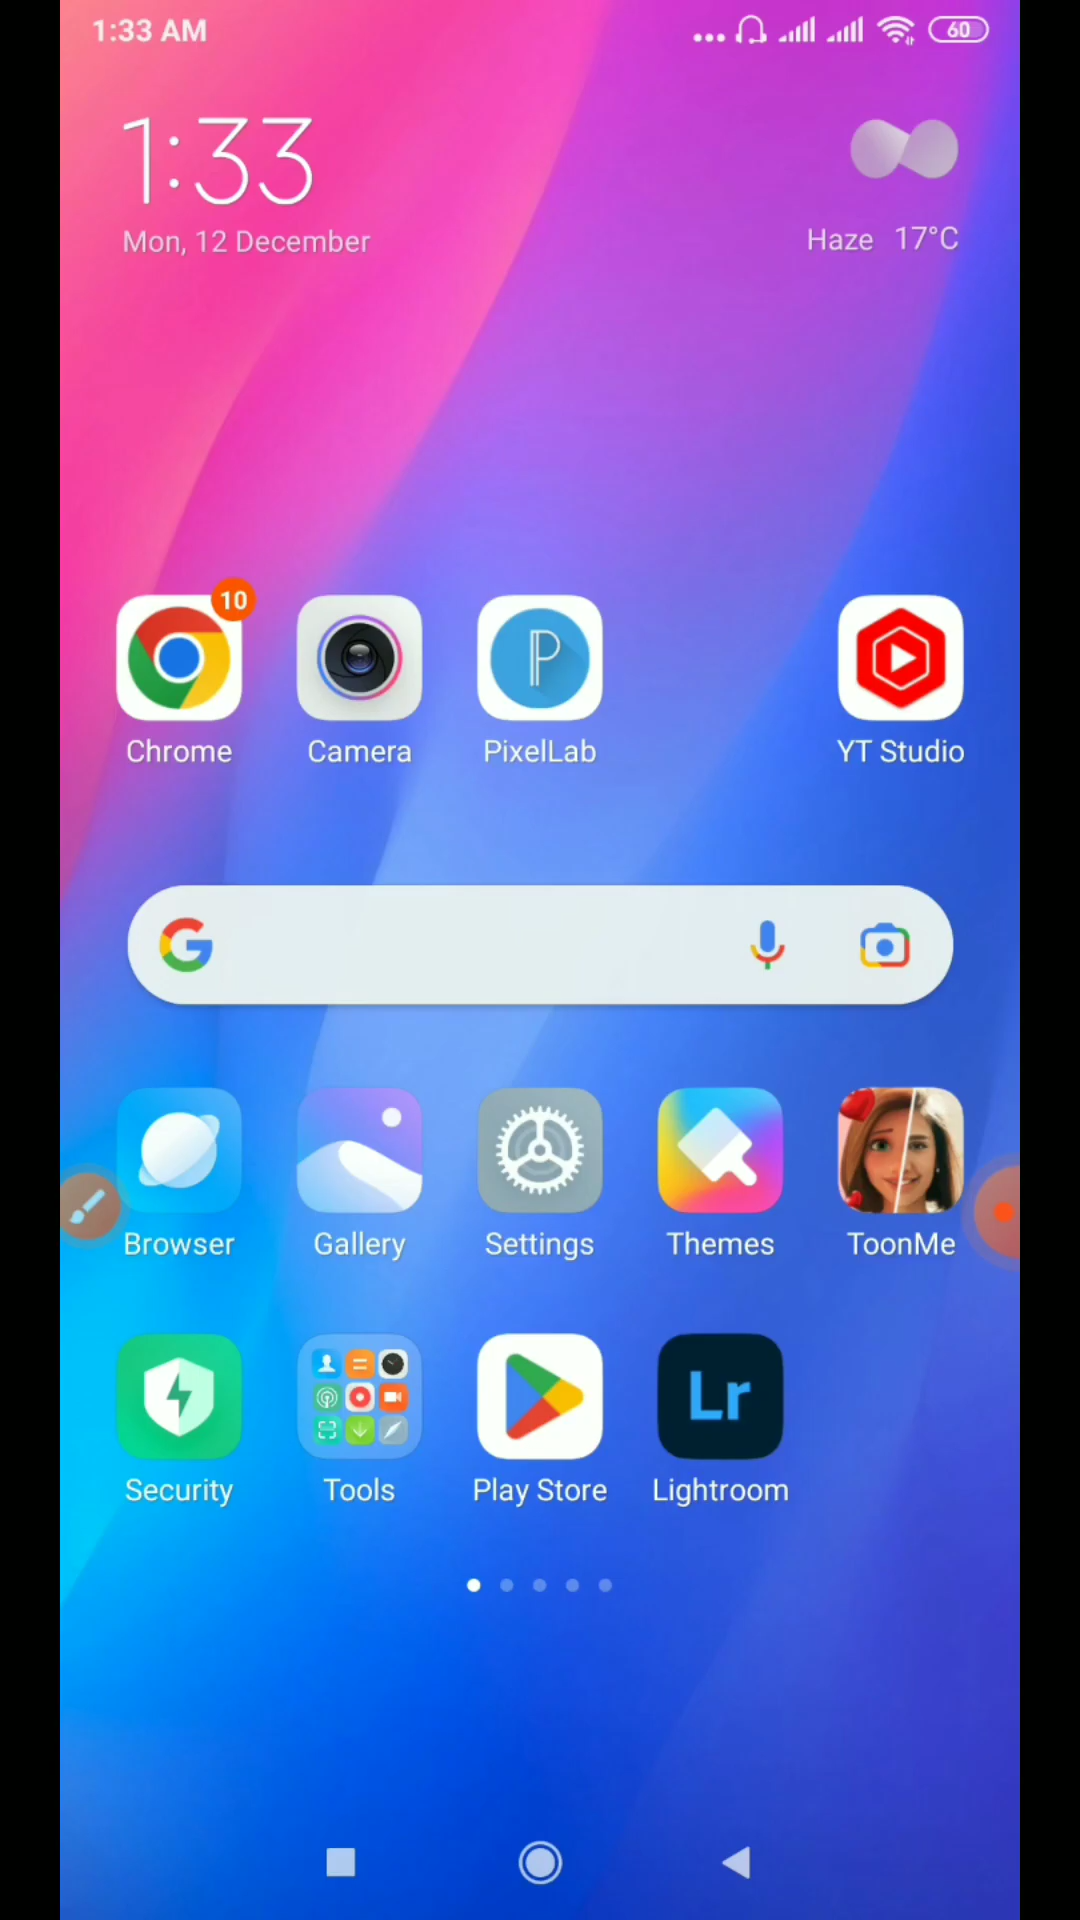 1:33 AM
60
1:33
Mon, 12 December
Haze 17°C
10
Chrome
Camera
PixelLab
YT Studio
Browser
Gallery
Settings
Themes
ToonMe
Lr
Security
Tools
Play Store
Lightroom